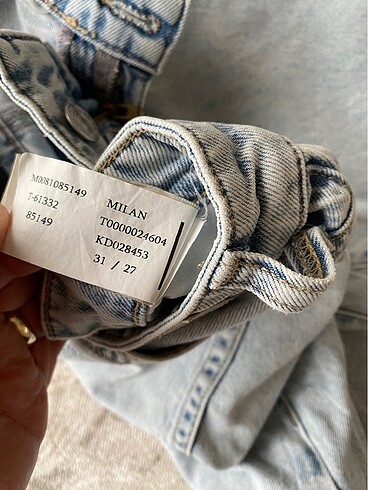 M0081085149
T-61332
85149
MILAN
T0000024604
KD028453
31 / 27